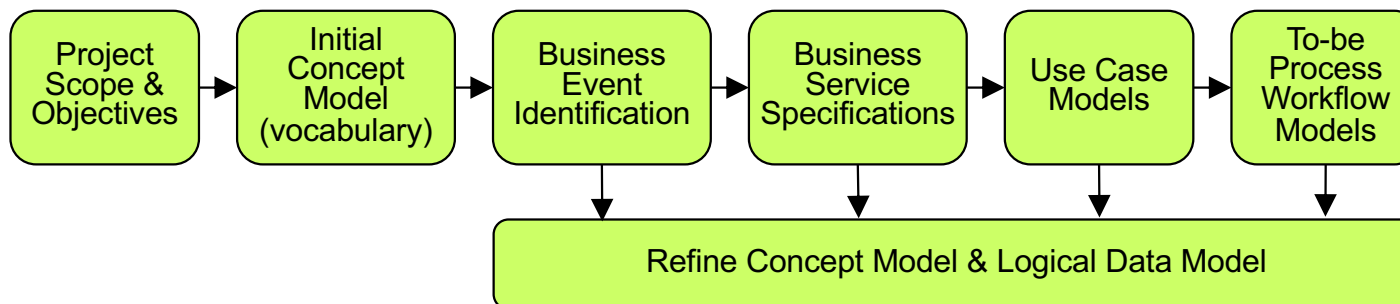 Project
Scope &
Objectives
Initial
Concept
Model
(vocabulary)
Business
Event
Identification
Business
Service
Specifications
Use Case
Models
To-be
Process
Workflow
Models
Refine Concept Model & Logical Data Model